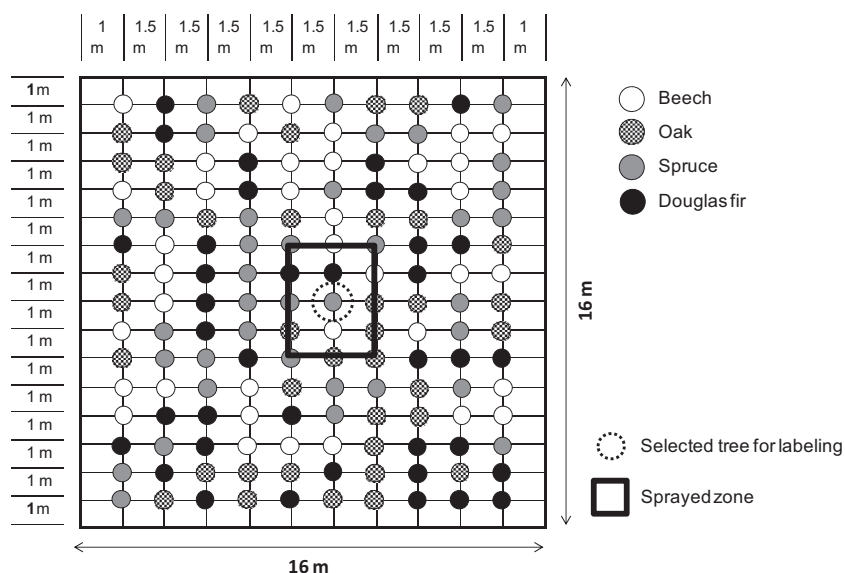 1 1.5 1.5 1.5 1.5 1.5 1.5 1.5 1.5 1.5 1
m m m m m m m m m m m
1m
1 m
1 m
1 m
1 m
1 m
1 m
1 m
1 m
1 m
1 m
1 m
1 m
1 m
1 m
1m
Beech
Oak
Spruce
Douglas fir
16 m
Selected tree for labeling
Sprayed zone
16 m